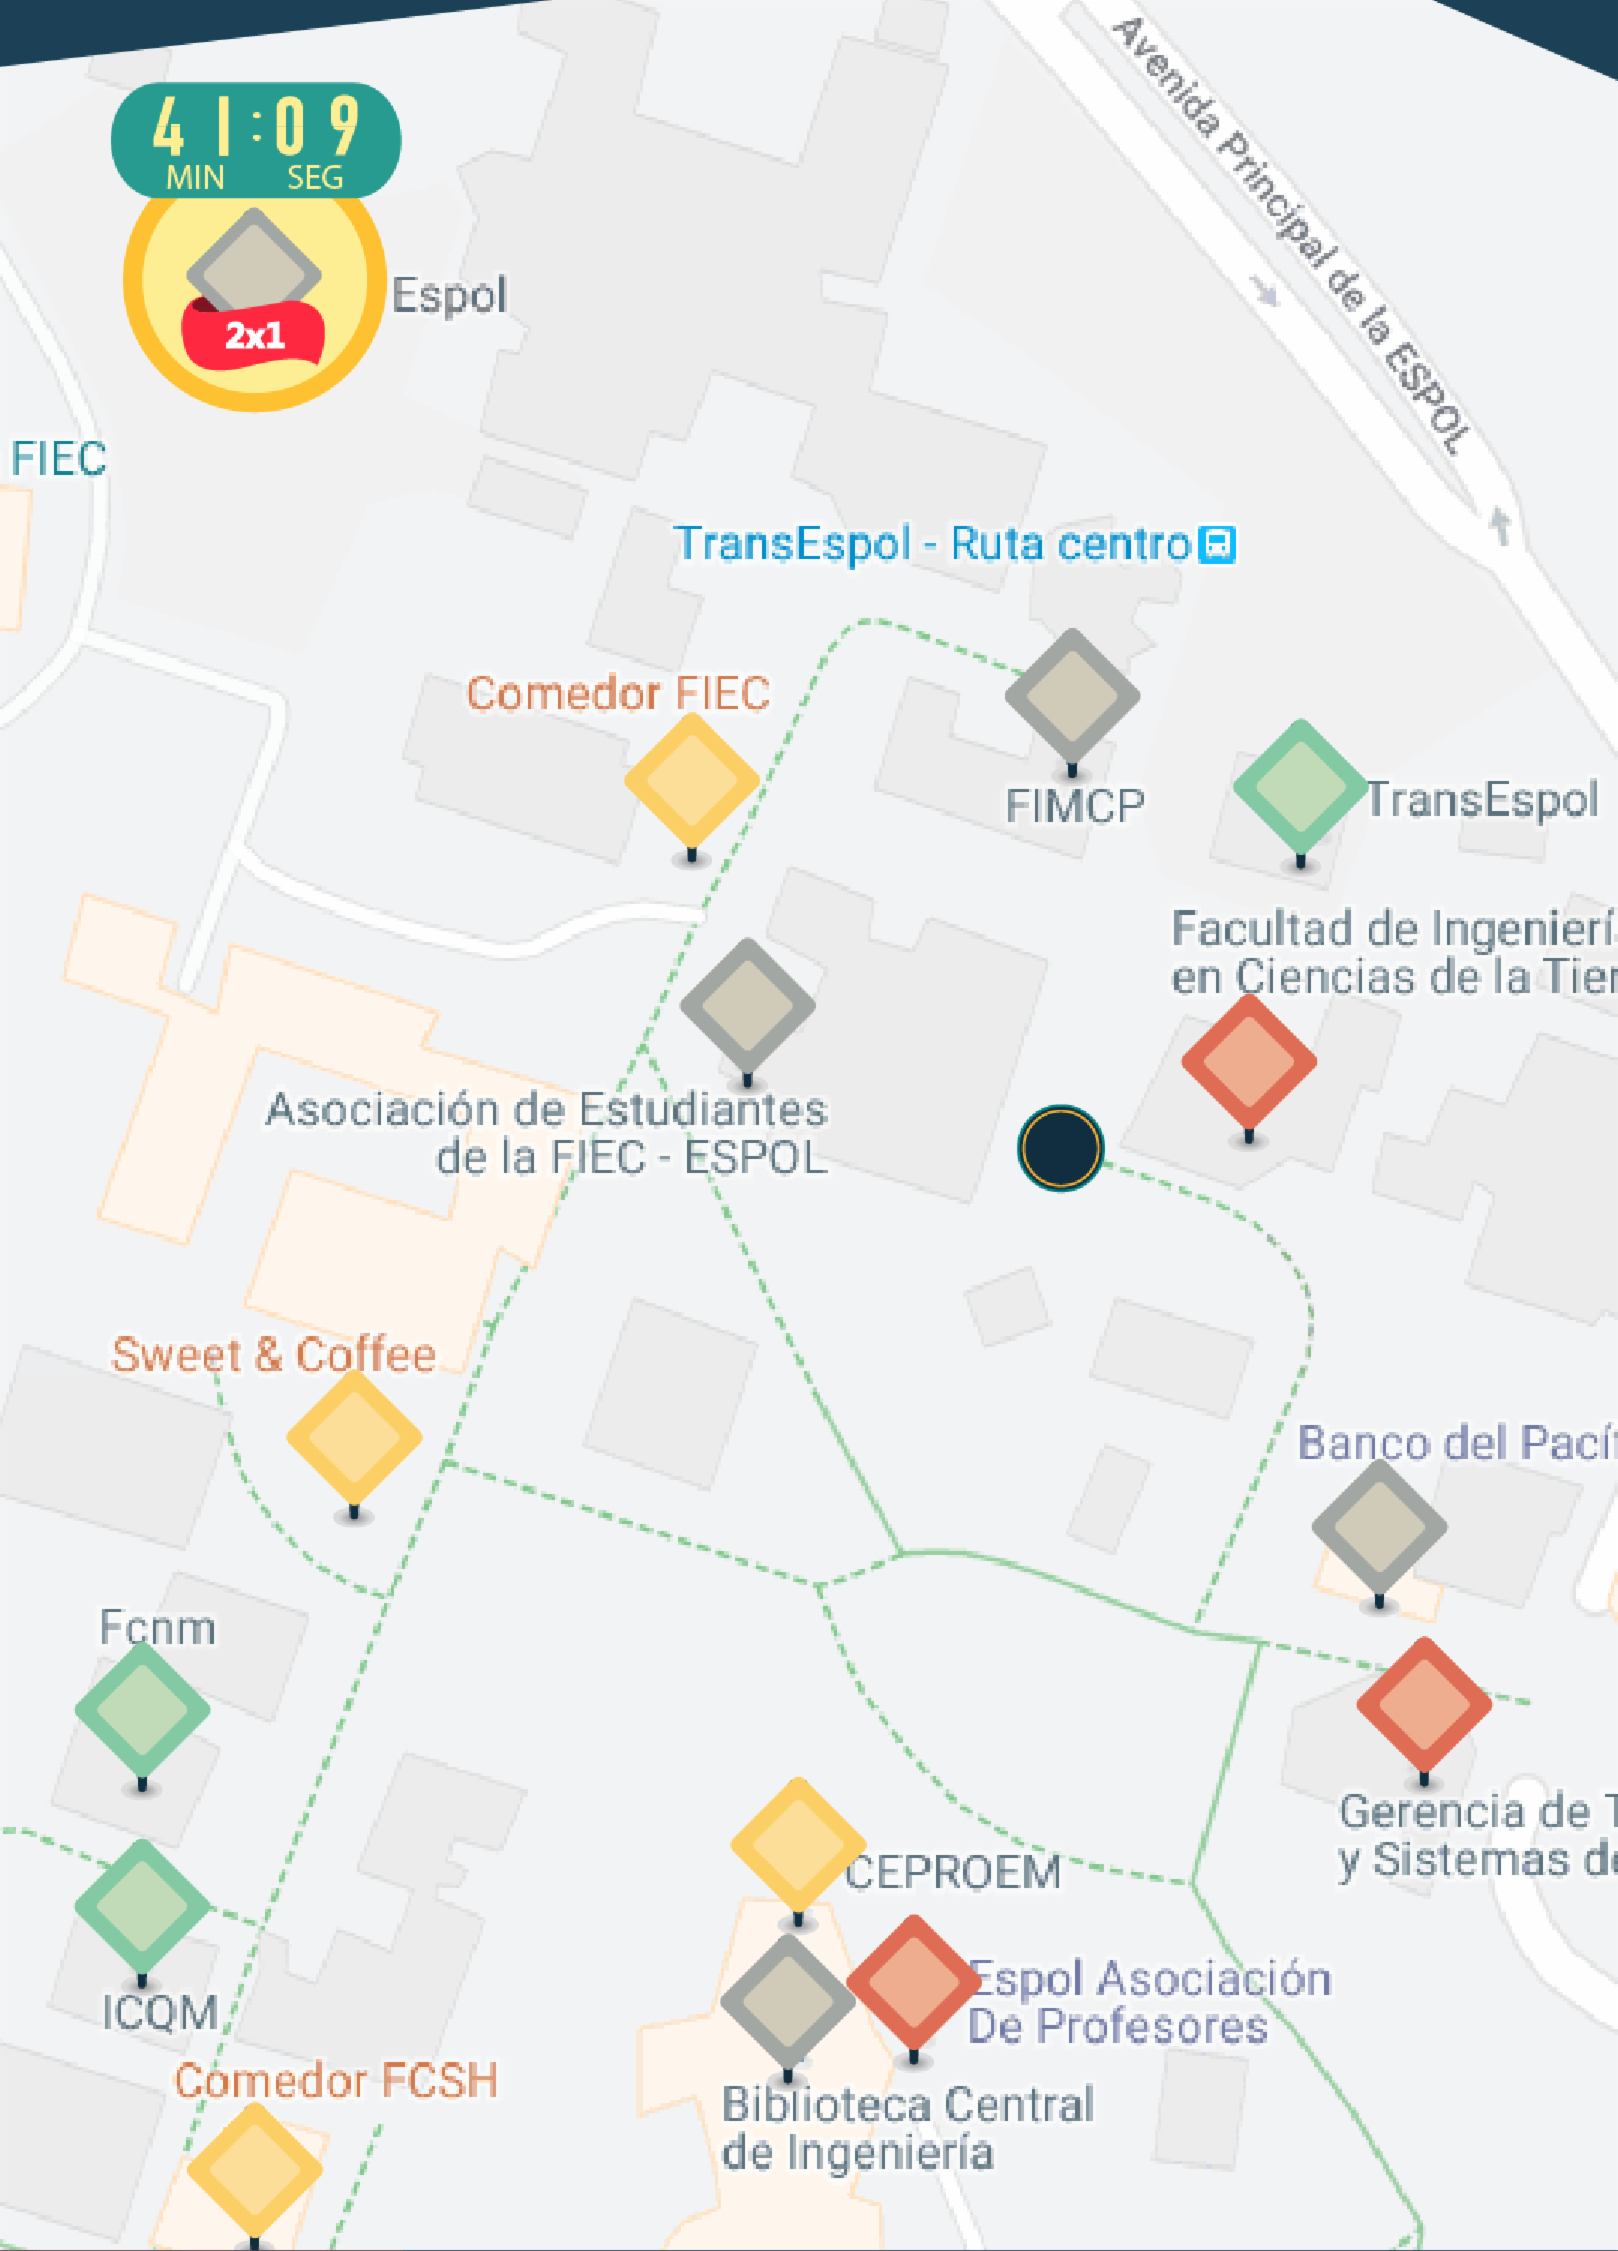 Avenida Principal de la ESPOL
41:09
MIN SEG
2x1
Espol
FIEC
TransEspol - Ruta centro
Comedor FIEC
FIMCP
TransEspol
Facultad de Ingenierí
en Ciencias de la Tier
Asociación de Estudiantes
de la FIEC - ESPOL
Sweet & Coffee
Banco del Pacíf
Fcnm
Gerencia de T
y Sistemas de
CEPROEM
ICQM
Espol Asociación
De Profesores
Comedor FCSH
Biblioteca Central
de Ingeniería